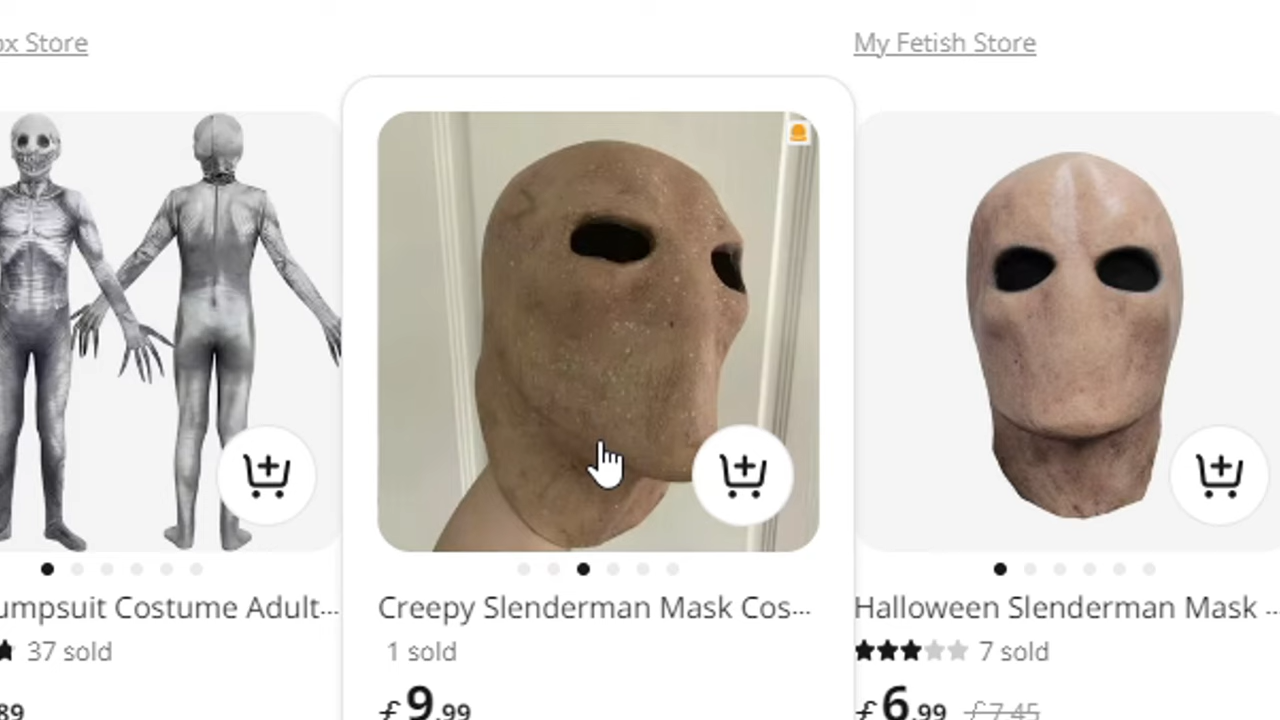 ox Store
My Fetish Store
umpsuit Costume Adult...
37 sold
89
Creepy Slenderman Mask Cos...
1 sold
£9.99
Halloween Slenderman Mask ...
7 sold
£6.99 £7.45